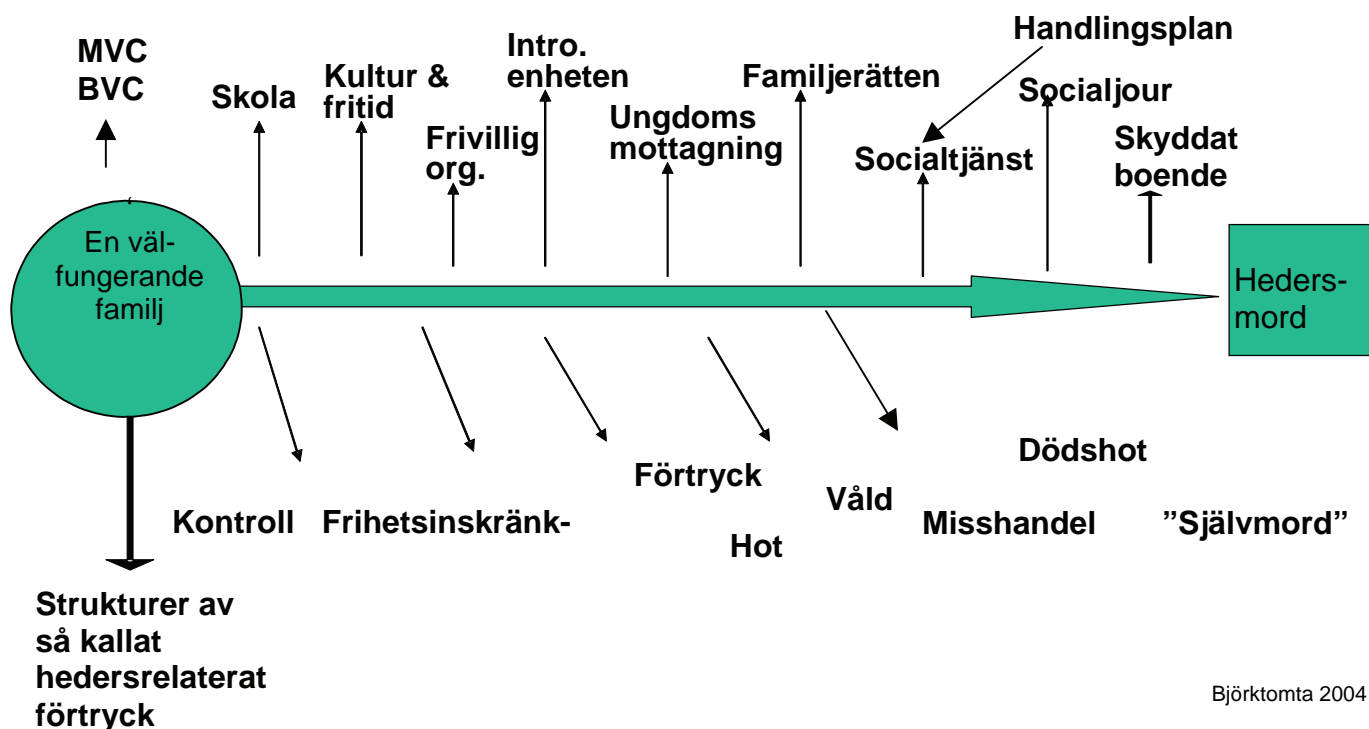 MVC
BVC
Skola
Kultur &
fritid
Frivillig
org.
Intro.
enheten
Ungdoms
mottagning
Familjerätten
Handlingsplan
Socialtjänst
Socialjour
Skyddat
boende
En väl-
fungerande
familj
Heders-
mord
Kontroll
Frihetsinskränk-
Förtryck
Hot
Våld
Misshandel
Dödshot
”Självmord”
Strukturer av
så kallat
hedersrelaterat
förtryck
Björktomta 2004